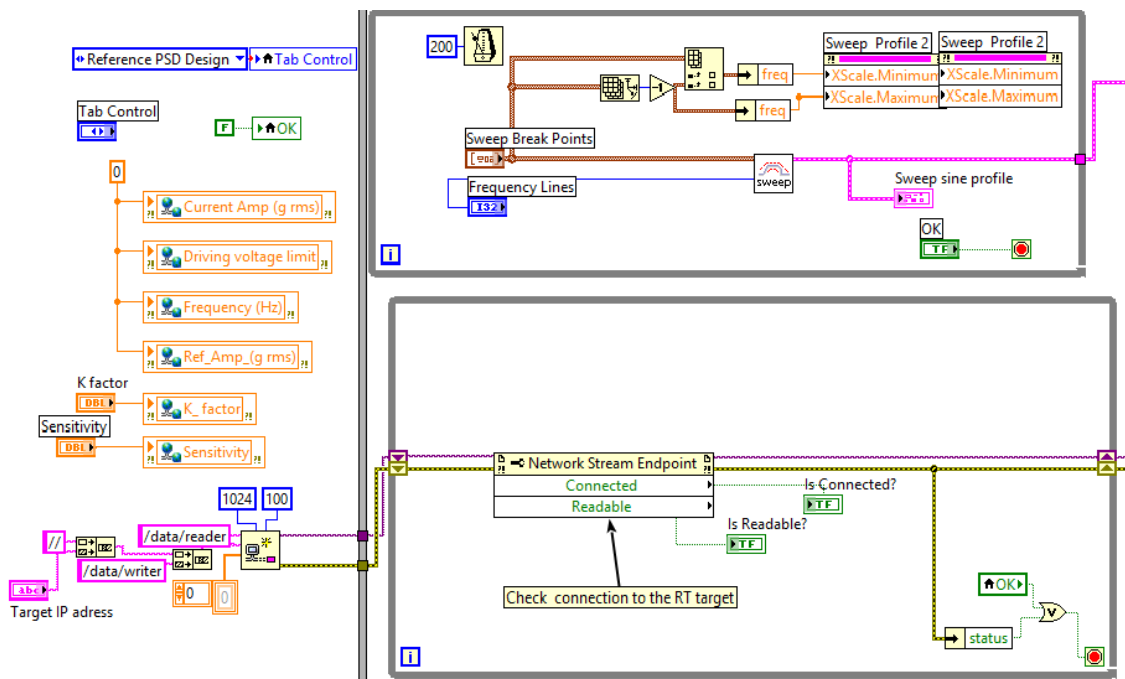 Reference PSD Design
Tab Control
Tab Control
F
OK
0
Current Amp (g rms)
Driving voltage limit
Frequency (Hz)
Ref_Amp_(g rms)
K factor
DBL
K_ factor
Sensitivity
DBL
Sensitivity
1024
100
//
/data/reader
/data/writer
abc
0
0
Target IP adress
200
Sweep Profile 2
Sweep Profile 2
freq
XScale.Minimum
XScale.Minimum
-1
XScale.Maximum
XScale.Maximum
freq
Sweep Break Points
Frequency Lines
I32
sweep
Sweep sine profile
OK
TF
i
Network Stream Endpoint
Connected
Readable
Is Connected?
TF
Is Readable?
TF
Check connection to the RT target
OK
status
V
i